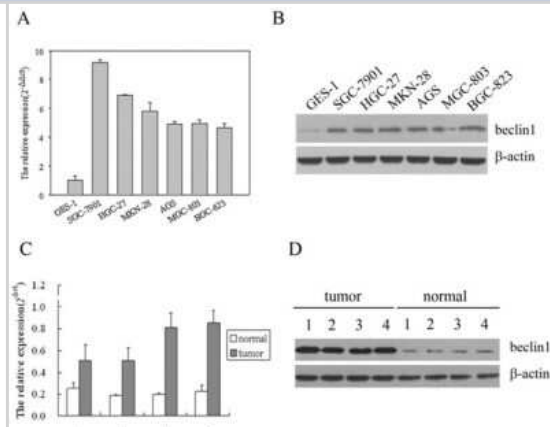 A
The relative expression(2^-ΔΔct)
10
8
6
4
2
0
GES-1
SGC-7901
HGC-27
MKN-28
AGS
MGC-803
BGC-823
B
GES-1
SGC-7901
HGC-27
MKN-28
AGS
MGC-803
BGC-823
beclin1
β-actin
C
The relative expression(2^
1.2
1.0
0.8
0.6
0.4
0.2
0.0
normal
tumor
D
tumor normal
1 2 3 4 1 2 3 4
beclin1
β-actin